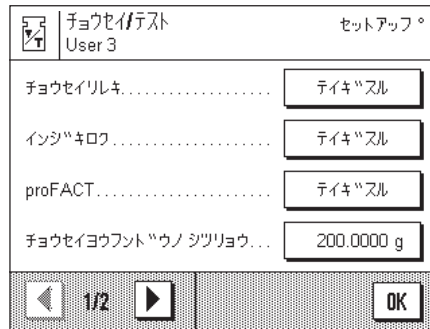 チョウセイ/テスト セットアップ
User 3
チョウセイリレキ................... テイギスル
インジキロク.................... テイギスル
proFACT...................... テイギスル
チョウセイヨウフンドウノ シツリョウ... 200.0000 g
1/2 OK